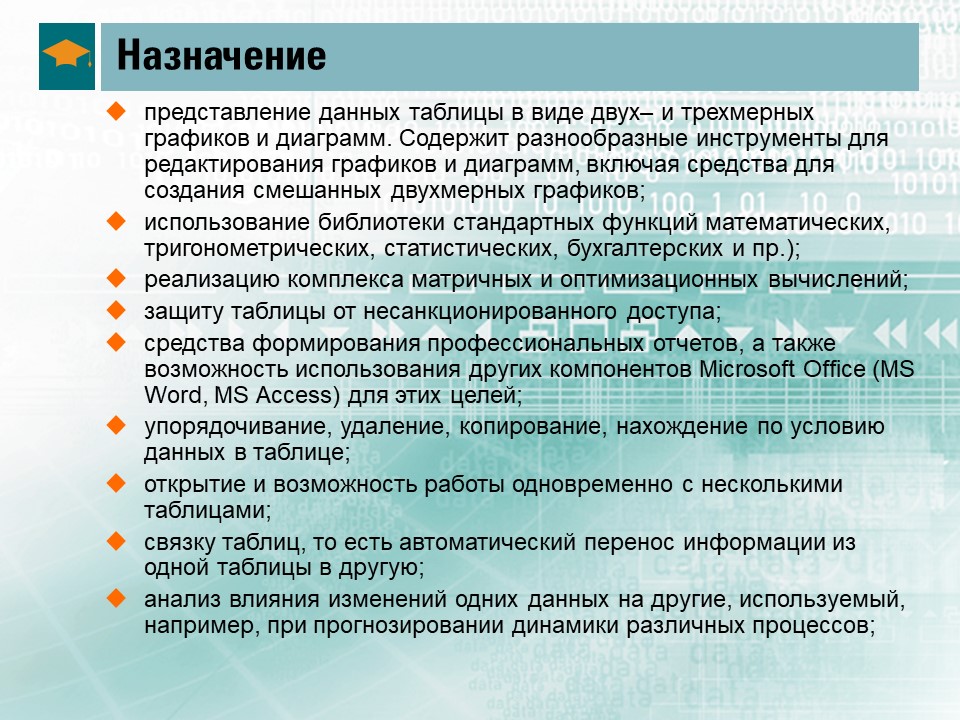 Назначение
представление данных таблицы в виде двух– и трехмерных
графиков и диаграмм. Содержит разнообразные инструменты для
редактирования графиков и диаграмм, включая средства для
создания смешанных двухмерных графиков;
использование библиотеки стандартных функций математических,
тригонометрических, статистических, бухгалтерских и пр.);
реализацию комплекса матричных и оптимизационных вычислений;
защиту таблицы от несанкционированного доступа;
средства формирования профессиональных отчетов, а также
возможность использования других компонентов Microsoft Office (MS
Word, MS Access) для этих целей;
упорядочивание, удаление, копирование, нахождение по условию
данных в таблице;
открытие и возможность работы одновременно с несколькими
таблицами;
связку таблиц, то есть автоматический перенос информации из
одной таблицы в другую;
анализ влияния изменений одних данных на другие, используемый,
например, при прогнозировании динамики различных процессов;